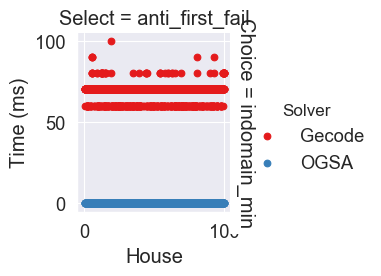 Select = anti_first_fail
100
50
0
Time (ms)
0
House
Choice = indomain_min
Solver
Gecode
OGSA